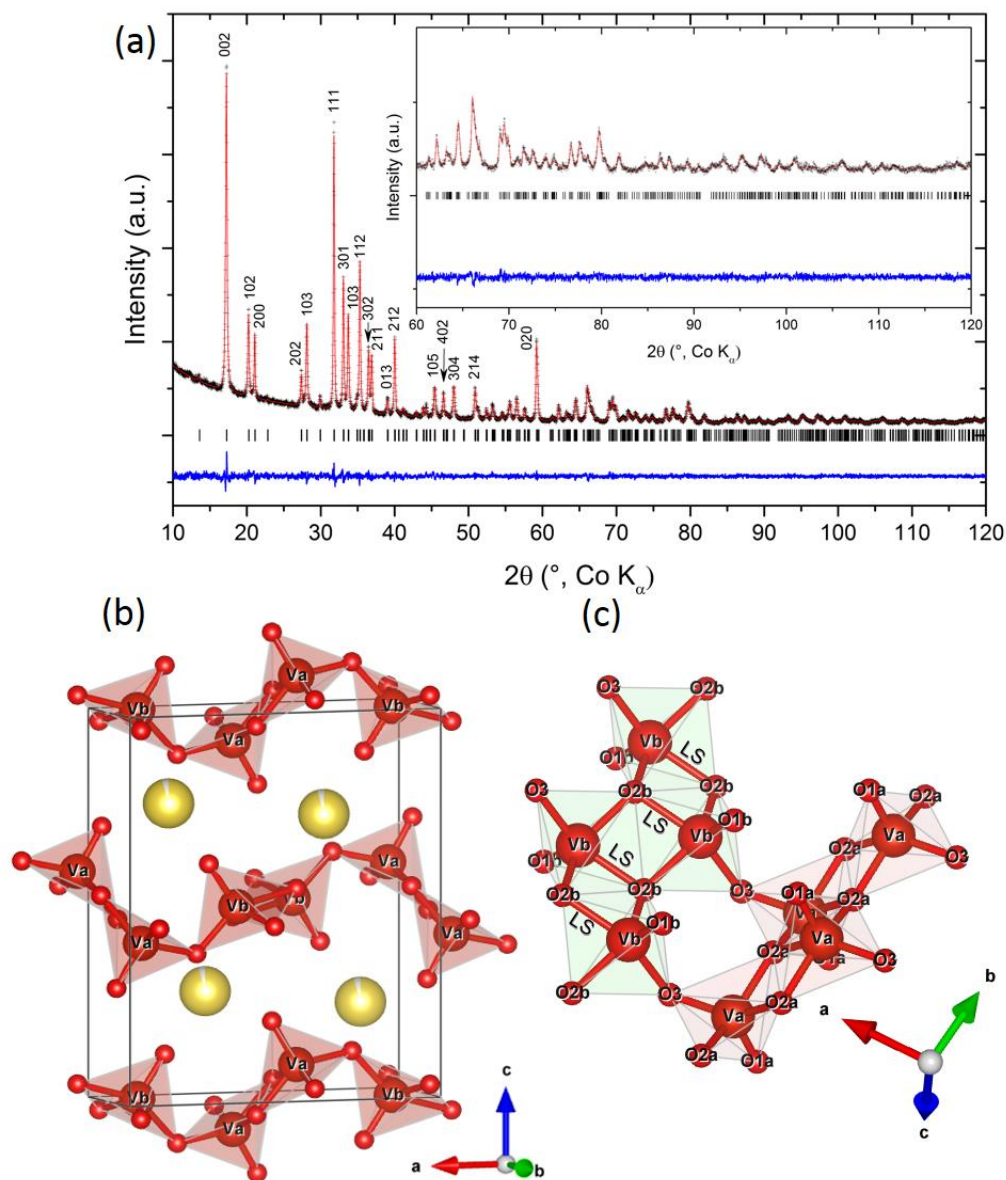 (a)
002
111
112
301
103
302
211
212
102
200
103
202
013
105
402
304
214
020
Intensity (a.u.)
10 20 30 40 50 60 70 80 90 100 110 120
2θ (°, Co Kα)
Intensity (a.u.)
60 70 80 90 100 110 120
2θ (°, Co Kα)
(b)
Va
Vb Vb
Va
Va Va
Vb Vb
Va Va
Va
Vb Vb
Va
c
a b
(c)
O3 O2b
Vb LS
O1b
O3 O2b O2b
LS O1b O1a O2a
Vb Vb Va
O1b LS O2a O3
O2b O2b O3 O1a O2a
LS Vb O1b Va
O2a O1a O3
O2b O3 Va O2a
O2a O1a
a b
c